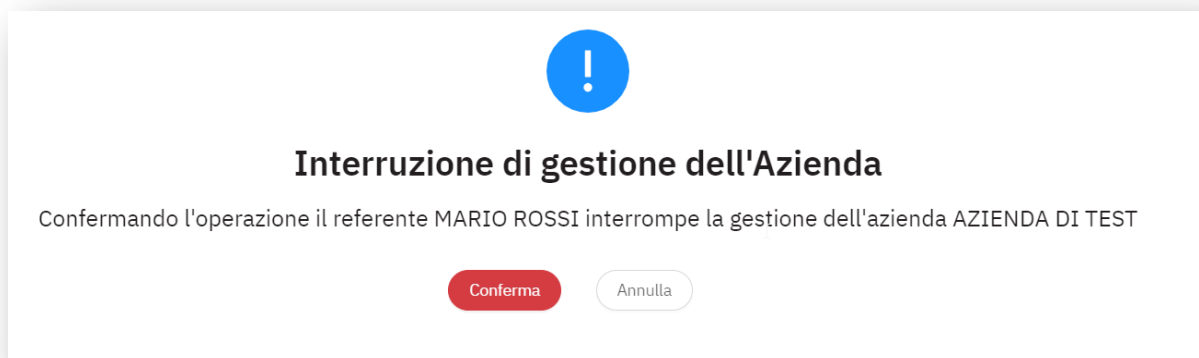 Interruzione di gestione dell'Azienda
Confermando l'operazione il referente MARIO ROSSI interrompe la gestione dell'azienda AZIENDA DI TEST
Conferma
Annulla